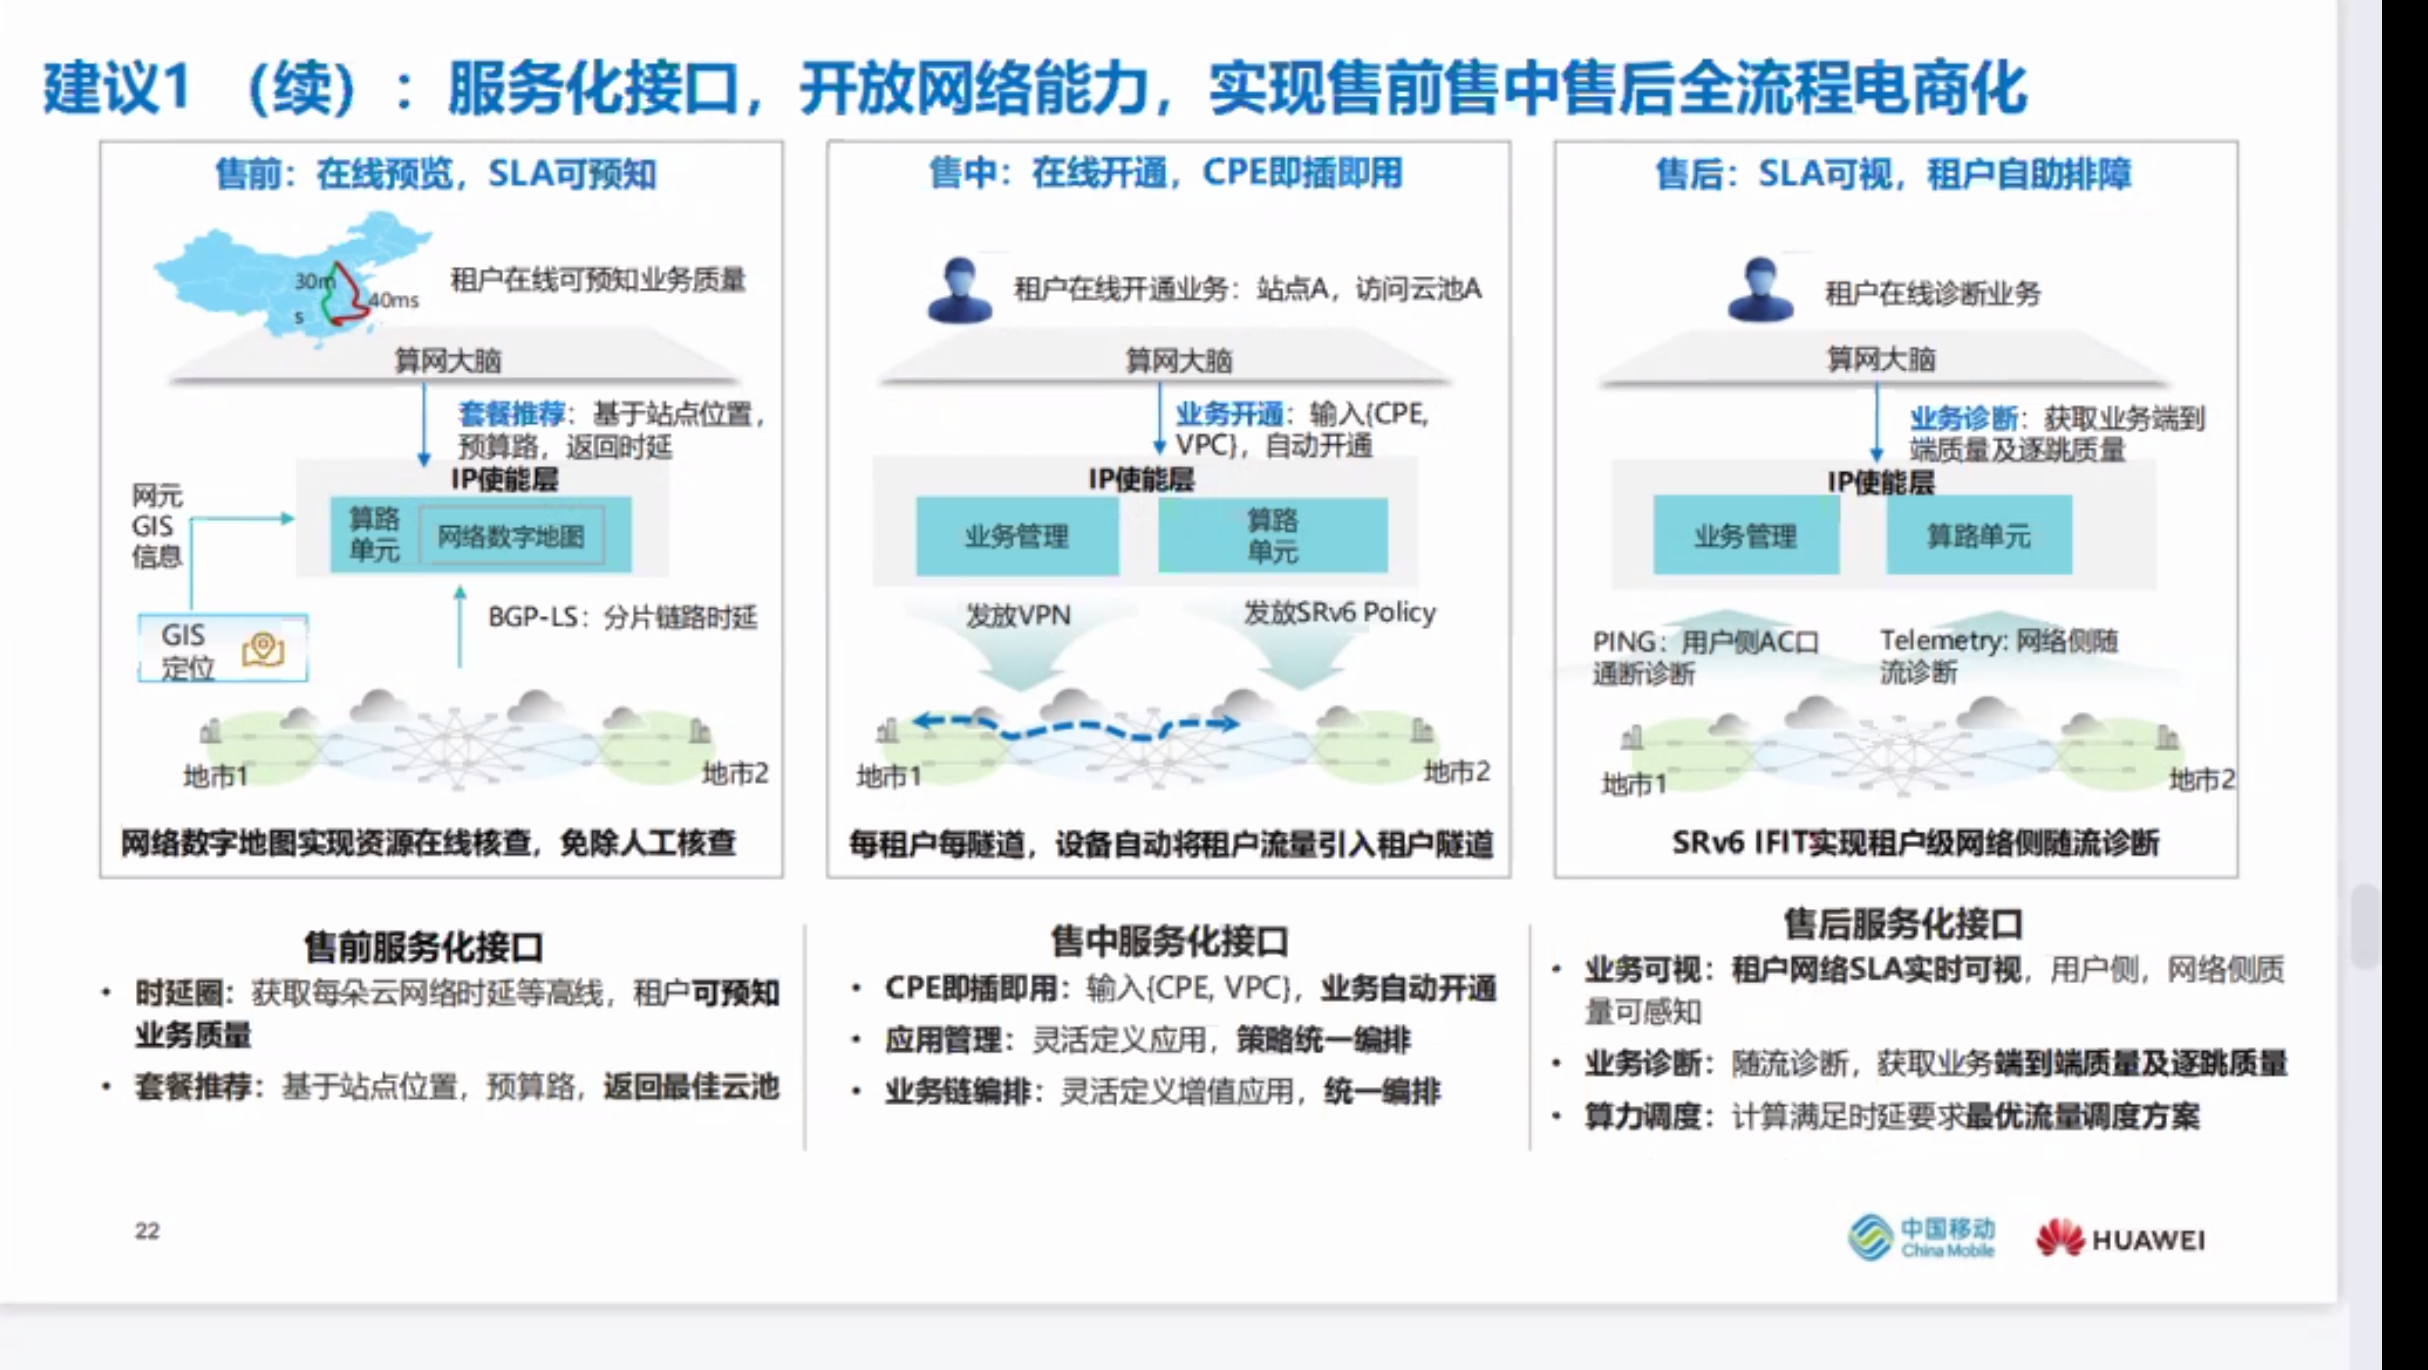 建议1（续）：服务化接口，开放网络能力，实现售前售中售后全流程电商化
售前：在线预览，SLA可预知
30m
s
40ms
租户在线可预知业务质量
算网大脑
套餐推荐：基于站点位置，
预算路，返回时延
IP使能层
网元
GIS
信息
算路
单元
网络数字地图
GIS
定位
BGP-LS：分片链路时延
地市1
地市2
网络数字地图实现资源在线核查，免除人工核查
售中：在线开通，CPE即插即用
租户在线开通业务：站点A，访问云池A
算网大脑
业务开通：输入{CPE,
VPC}，自动开通
IP使能层
业务管理
算路
单元
发放VPN
发放SRv6 Policy
地市1
地市2
每租户每隧道，设备自动将租户流量引入租户隧道
售后：SLA可视，租户自助排障
租户在线诊断业务
算网大脑
业务诊断：获取业务端到
端质量及逐跳质量
IP使能层
业务管理
算路单元
PING：用户侧AC口
通断诊断
Telemetry: 网络侧随
流诊断
地市1
地市2
SRv6 IFIT实现租户级网络侧随流诊断
售前服务化接口
• 时延圈：获取每朵云网络时延等高线，租户可预知
业务质量
• 套餐推荐：基于站点位置，预算路，返回最佳云池
售中服务化接口
• CPE即插即用：输入{CPE, VPC}，业务自动开通
• 应用管理：灵活定义应用，策略统一编排
• 业务链编排：灵活定义增值应用，统一编排
售后服务化接口
• 业务可视：租户网络SLA实时可视，用户侧，网络侧质
量可感知
• 业务诊断：随流诊断，获取业务端到端质量及逐跳质量
• 算力调度：计算满足时延要求最优流量调度方案
22
中国移动
China Mobile
HUAWEI